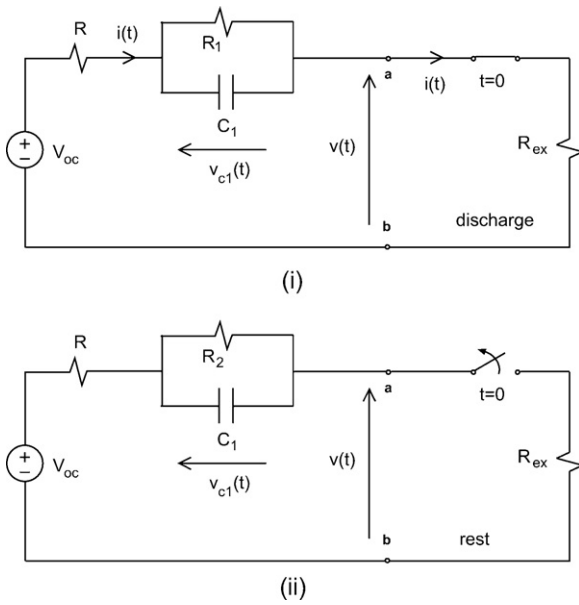 R
i(t)
R1
C1
vc1(t)
Voc
+
−
a
v(t)
b
i(t)
t=0
Rex
discharge
(i)
R
R2
C1
vc1(t)
Voc
+
−
a
v(t)
b
t=0
Rex
rest
(ii)